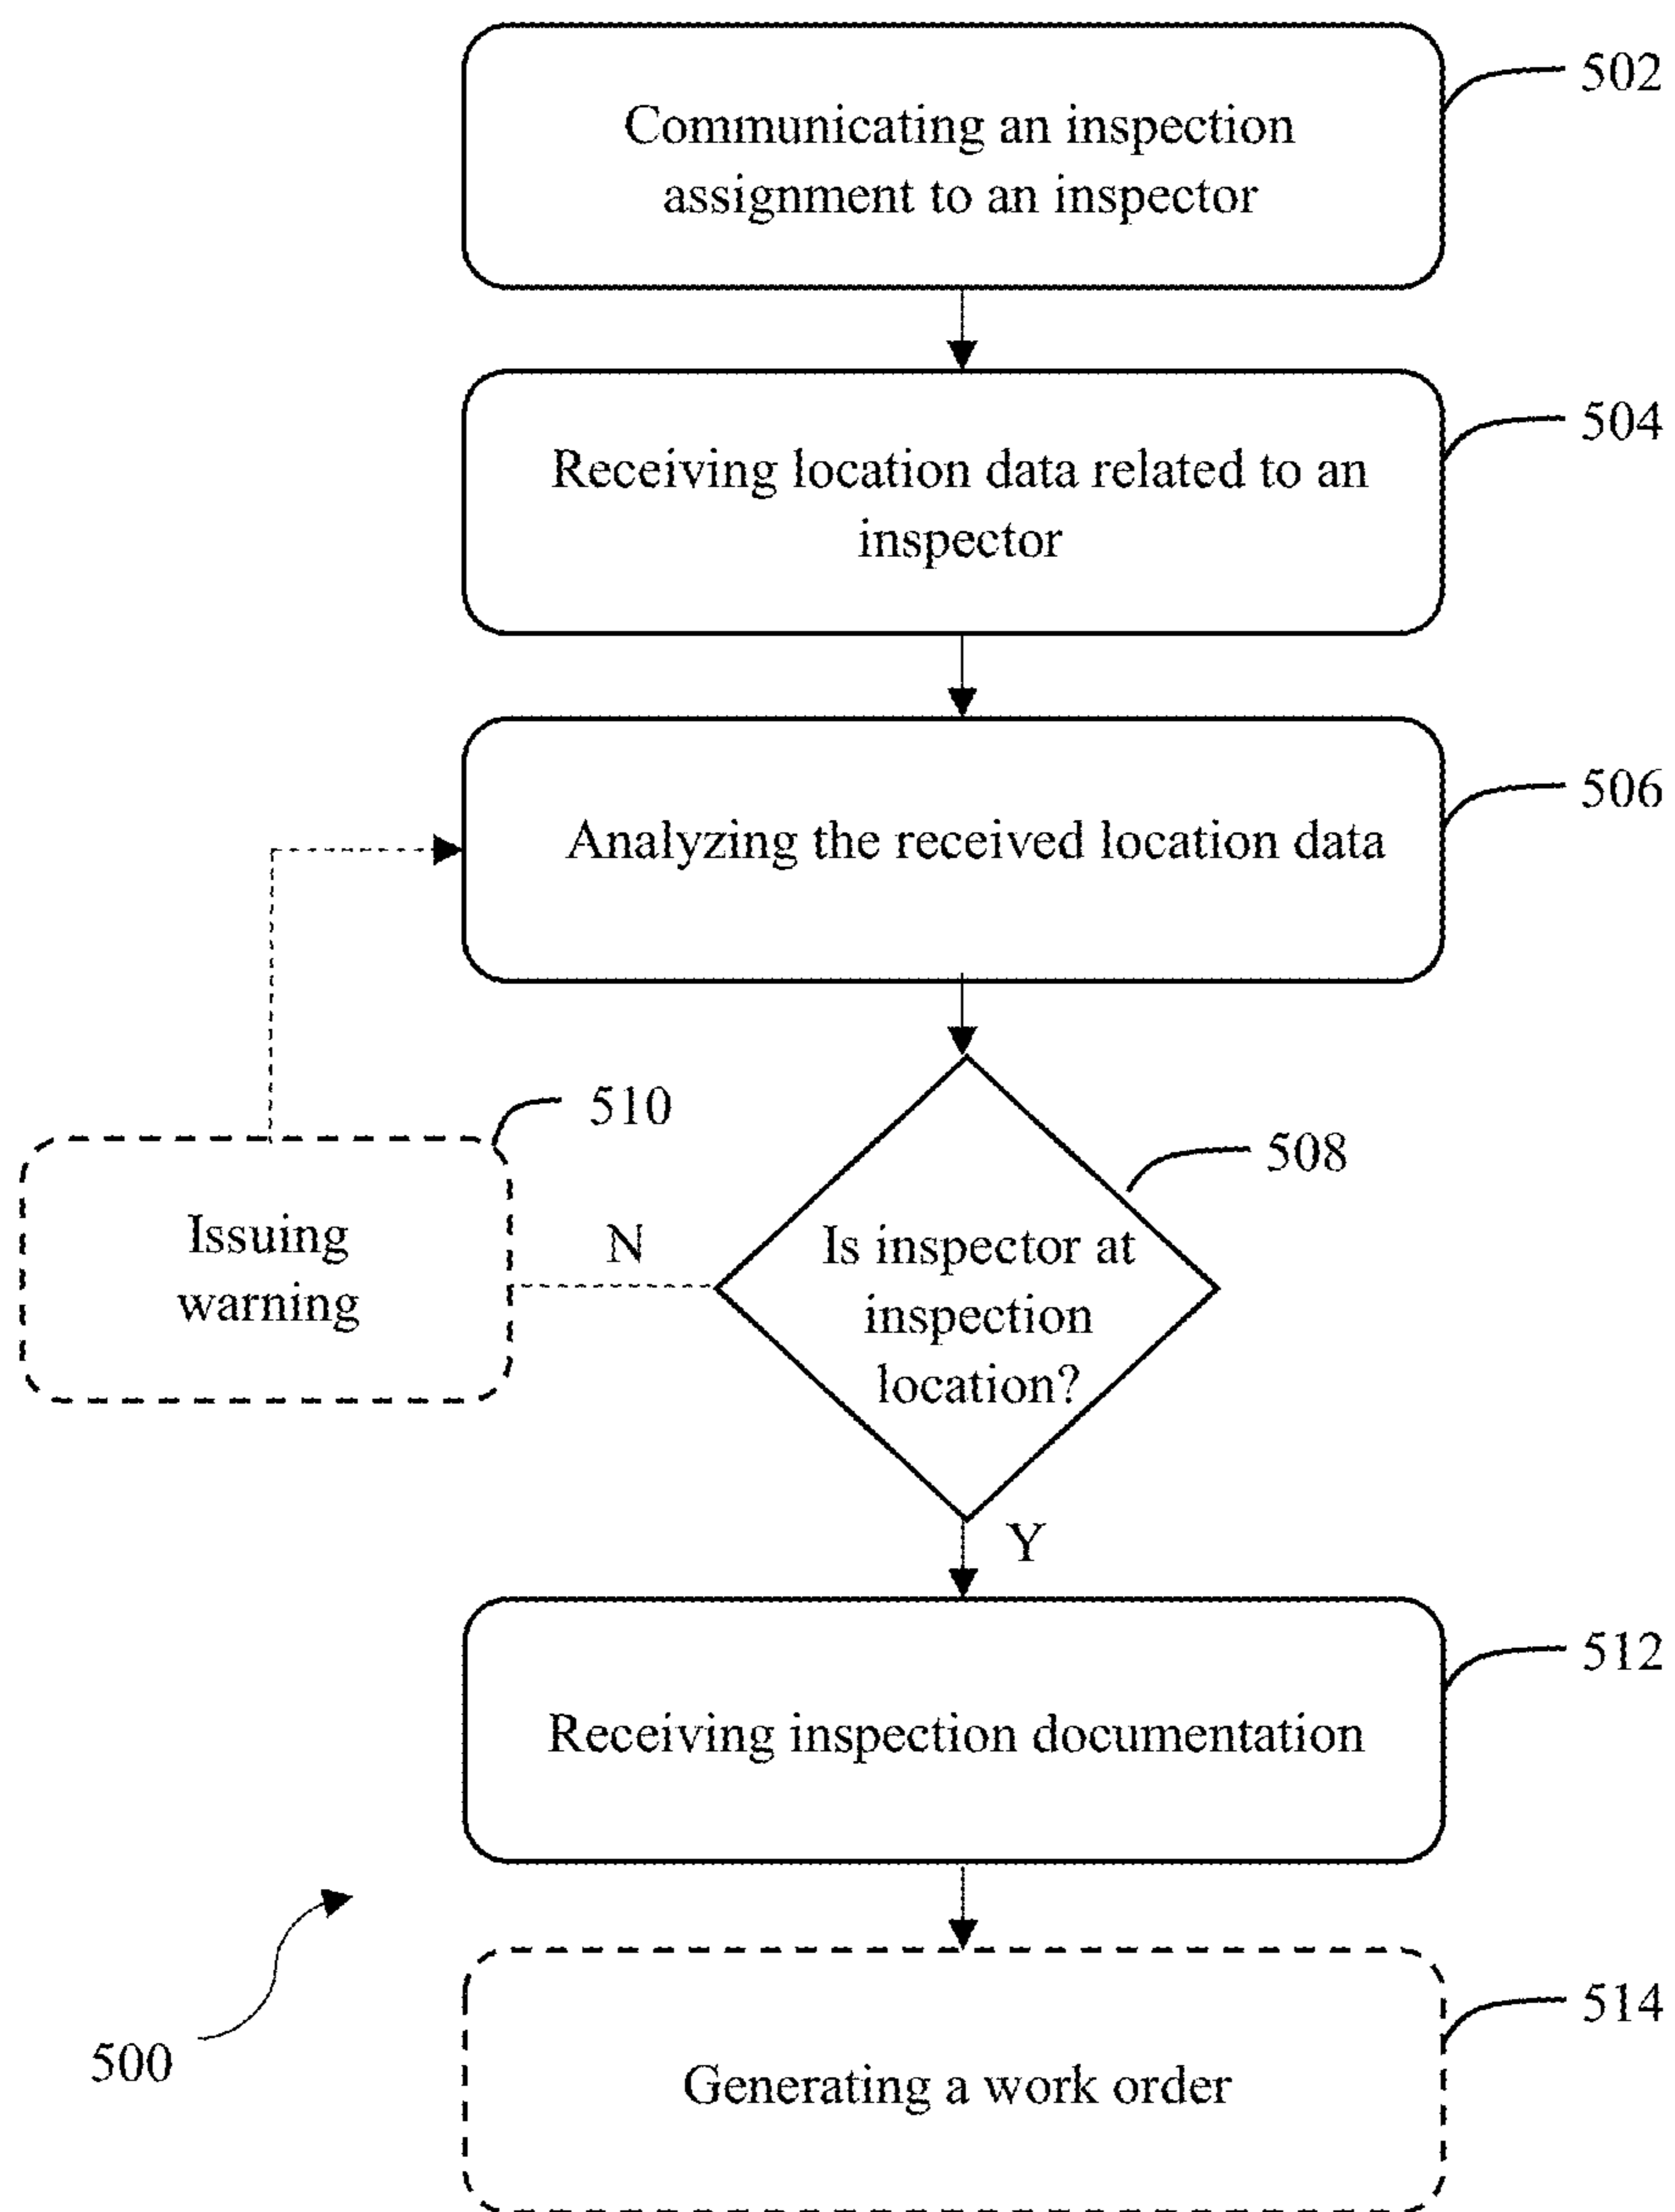 502
Communicating an inspection
assignment to an inspector
504
Receiving location data related to an
inspector
506
Analyzing the received location data
510
508
Issuing
warning
N
Is inspector at
inspection
location?
Y
512
Receiving inspection documentation
514
500
Generating a work order